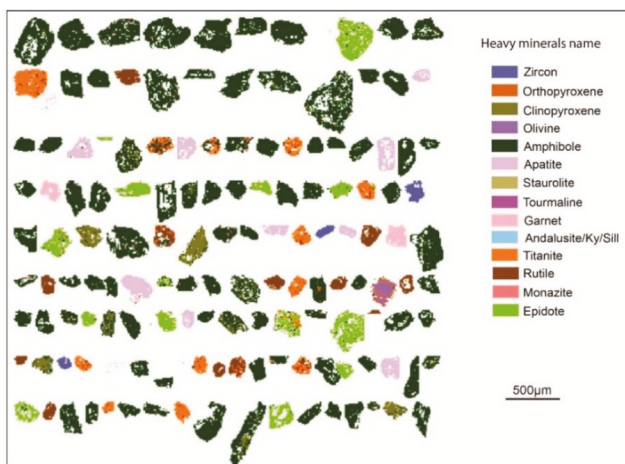 Heavy minerals name
Zircon
Orthopyroxene
Clinopyroxene
Olivine
Amphibole
Apatite
Staurolite
Tourmaline
Garnet
Andalusite/Ky/Sill
Titanite
Rutile
Monazite
Epidote
500µm